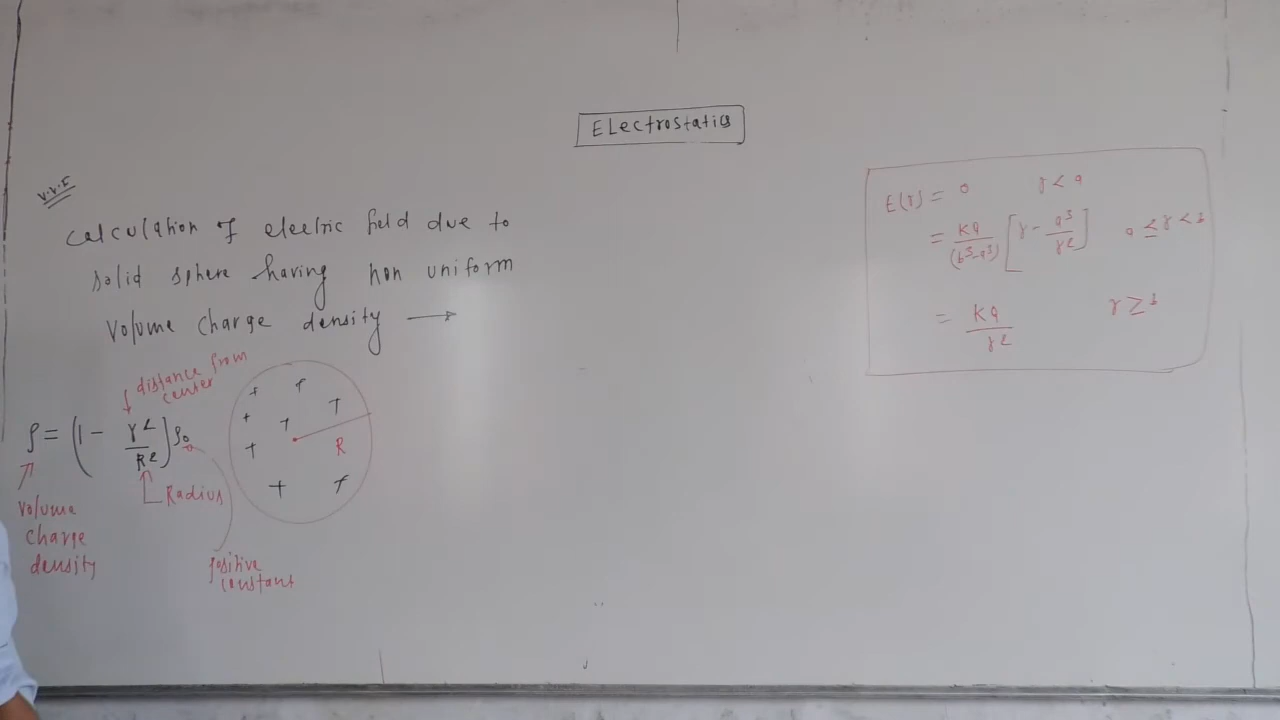 ELectrostatics
V.V.I
calculation of electric field due to
solid sphere having non uniform
volume charge density →
distance from
center
ρ = (1 - r²/R²) ρ₀
R
Radius
volume
charge
density
positive
constant
+ + + + + + + +
E(r) = 0 r < a
= Kq/(b³-a³) [r - a³/r²] a ≤ r < b
= Kq/r² r ≥ b